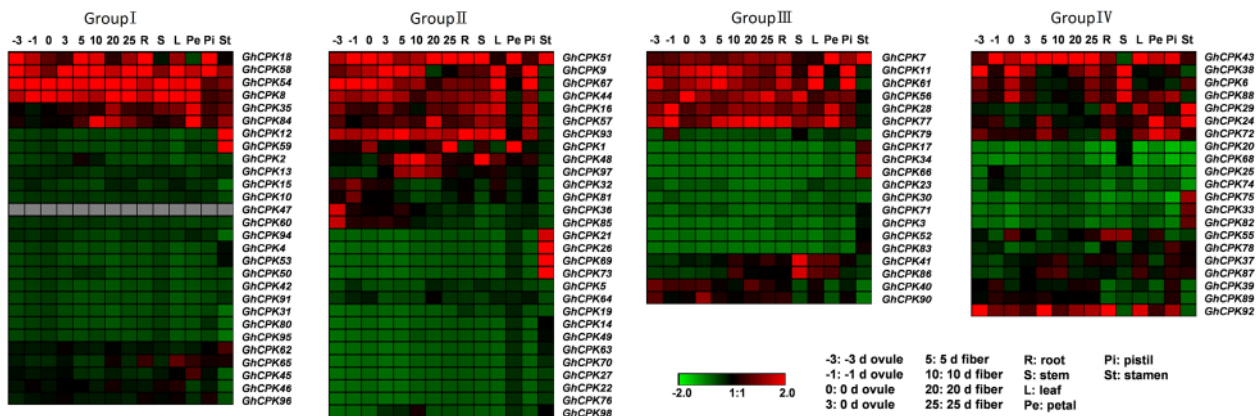 Group I
-3 -1 0 3 5 10 20 25 R S L Pe Pi St
GhCPK18
GhCPK58
GhCPK54
GhCPK8
GhCPK35
GhCPK84
GhCPK12
GhCPK59
GhCPK2
GhCPK13
GhCPK15
GhCPK10
GhCPK47
GhCPK60
GhCPK94
GhCPK4
GhCPK53
GhCPK50
GhCPK42
GhCPK91
GhCPK31
GhCPK80
GhCPK95
GhCPK62
GhCPK65
GhCPK45
GhCPK46
GhCPK96
Group II
-3 -1 0 3 5 10 20 25 R S L Pe Pi St
GhCPK51
GhCPK9
GhCPK67
GhCPK44
GhCPK16
GhCPK57
GhCPK93
GhCPK1
GhCPK48
GhCPK97
GhCPK32
GhCPK81
GhCPK36
GhCPK85
GhCPK21
GhCPK26
GhCPK69
GhCPK73
GhCPK5
GhCPK64
GhCPK19
GhCPK14
GhCPK49
GhCPK63
GhCPK70
GhCPK27
GhCPK22
GhCPK76
GhCPK98
Group III
-3 -1 0 3 5 10 20 25 R S L Pe Pi St
GhCPK7
GhCPK11
GhCPK61
GhCPK56
GhCPK28
GhCPK77
GhCPK79
GhCPK17
GhCPK34
GhCPK66
GhCPK23
GhCPK30
GhCPK71
GhCPK3
GhCPK52
GhCPK83
GhCPK41
GhCPK86
GhCPK40
GhCPK90
Group IV
-3 -1 0 3 5 10 20 25 R S L Pe Pi St
GhCPK43
GhCPK38
GhCPK6
GhCPK88
GhCPK29
GhCPK24
GhCPK72
GhCPK20
GhCPK68
GhCPK25
GhCPK74
GhCPK75
GhCPK33
GhCPK82
GhCPK55
GhCPK78
GhCPK37
GhCPK87
GhCPK39
GhCPK89
GhCPK92
-2.0 1:1 2.0
-3: -3 d ovule 5: 5 d fiber R: root Pi: pistil
-1: -1 d ovule 10: 10 d fiber S: stem St: stamen
0: 0 d ovule 20: 20 d fiber L: leaf
3: 0 d ovule 25: 25 d fiber Pe: petal